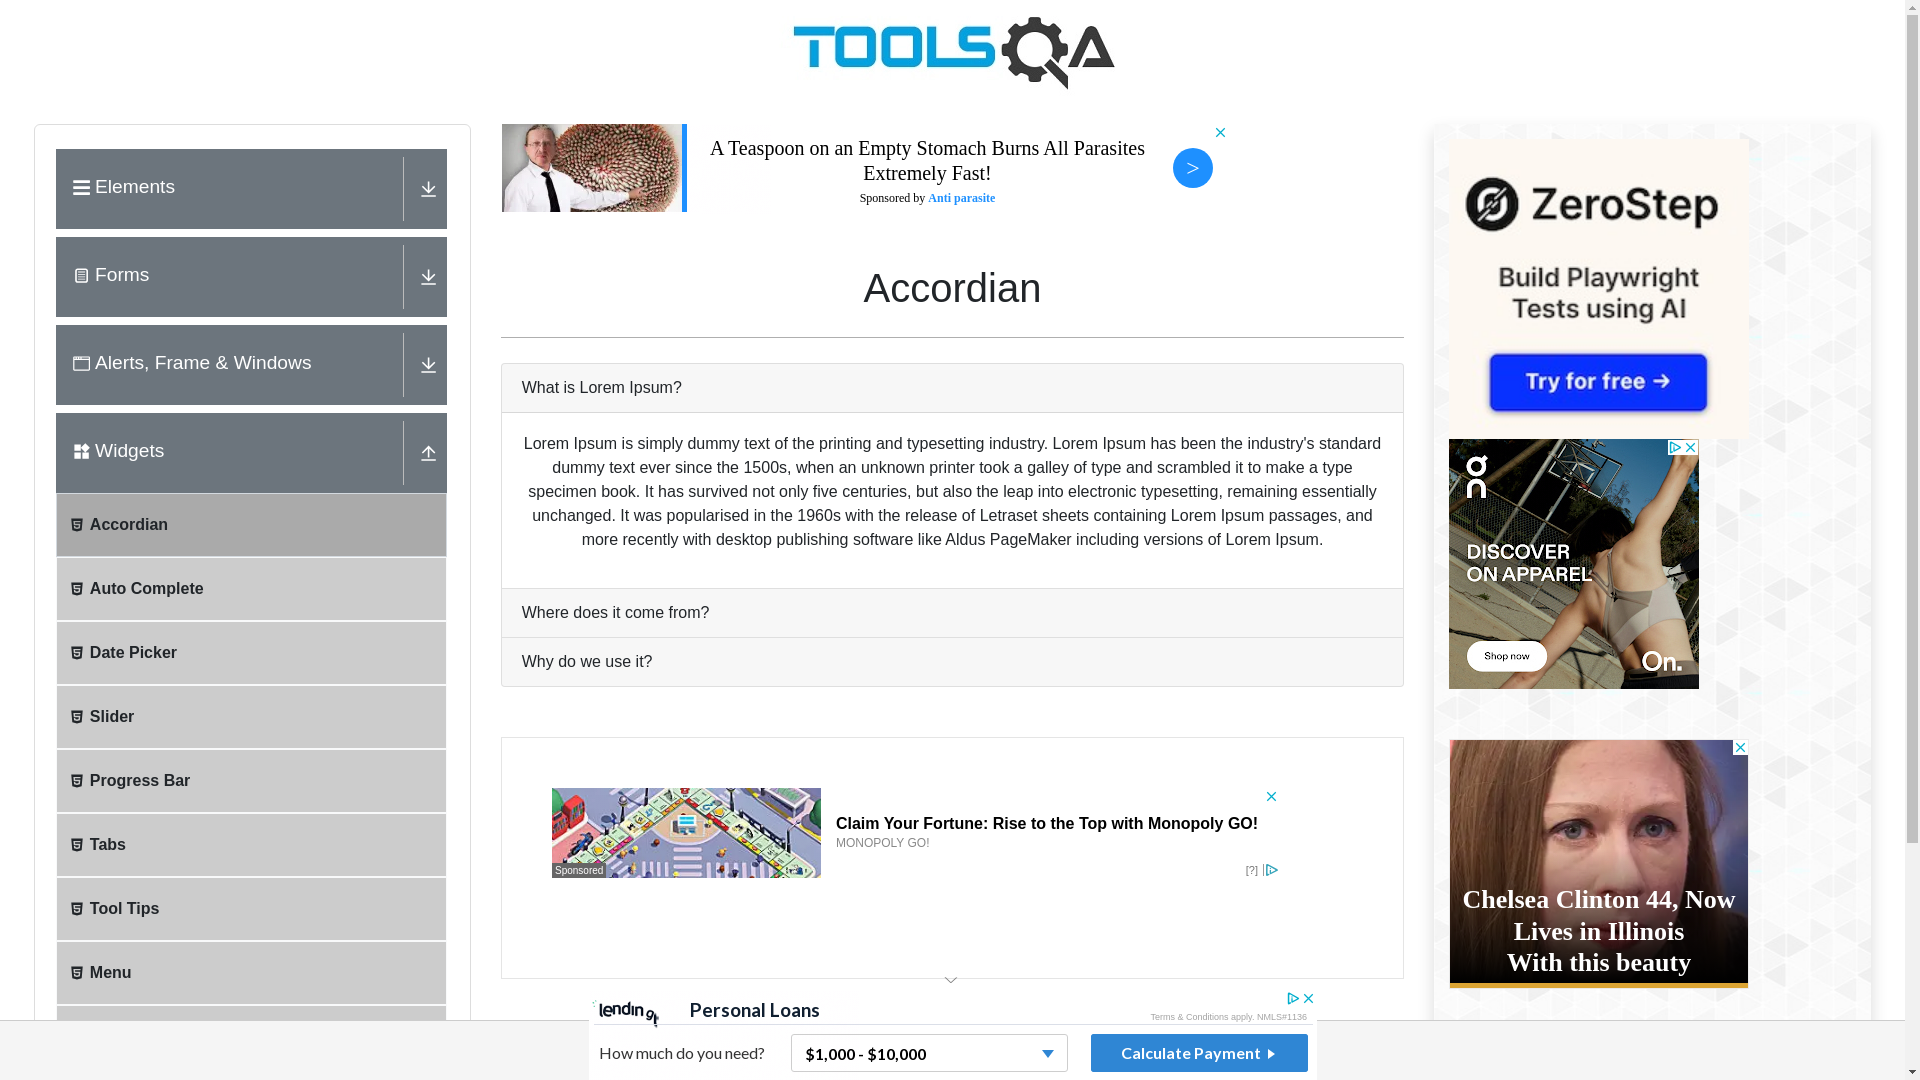 TOOLSQA
Elements
Forms
Alerts, Frame & Windows
Widgets
Accordian
Auto Complete
Date Picker
Slider
Progress Bar
Tabs
Tool Tips
Menu
A Teaspoon on an Empty Stomach Burns All Parasites
Extremely Fast!
Sponsored by Anti parasite
>
Accordian
What is Lorem Ipsum?
Lorem Ipsum is simply dummy text of the printing and typesetting industry. Lorem Ipsum has been the industry's standard
dummy text ever since the 1500s, when an unknown printer took a galley of type and scrambled it to make a type
specimen book. It has survived not only five centuries, but also the leap into electronic typesetting, remaining essentially
unchanged. It was popularised in the 1960s with the release of Letraset sheets containing Lorem Ipsum passages, and
more recently with desktop publishing software like Aldus PageMaker including versions of Lorem Ipsum.
Where does it come from?
Why do we use it?
Sponsored
Claim Your Fortune: Rise to the Top with Monopoly GO!
MONOPOLY GO!
[?]
ZeroStep
Build Playwright
Tests using AI
Try for free →
On
DISCOVER
ON APPAREL
Shop now
On.
Chelsea Clinton 44, Now
Lives in Illinois
With this beauty
lending
Personal Loans
Terms & Conditions apply. NMLS#1136
How much do you need?
$1,000 - $10,000
Calculate Payment